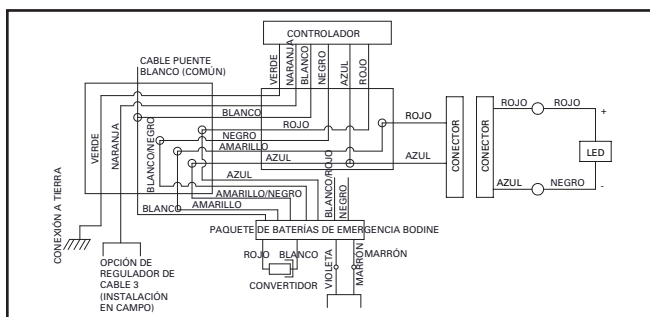 CONTROLADOR
CABLE PUENTE
BLANCO (COMÚN)
VERDE
NARANJA
BLANCO
NEGRO
AZUL
ROJO
BLANCO
ROJO
NEGRO
AMARILLO
AZUL
ROJO
AZUL
CONECTOR
CONECTOR
ROJO
ROJO
+
LED
AZUL
NEGRO
-
VERDE
NARANJA
BLANCO/NEGRO
AZUL
BLANCO/ROJO
NEGRO
AMARILLO/NEGRO
AMARILLO
BLANCO
CONEXIÓN A TIERRA
PAQUETE DE BATERÍAS DE EMERGENCIA BODINE
ROJO
BLANCO
CONVERTIDOR
VIOLETA
MARRÓN
MARRÓN
OPCIÓN DE
REGULADOR DE
CABLE 3
(INSTALACIÓN
EN CAMPO)